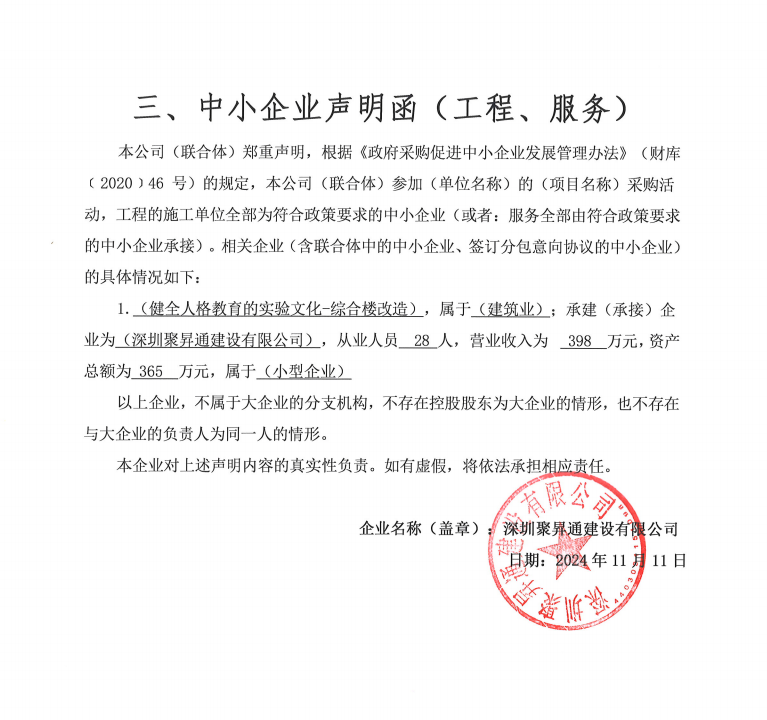 三、中小企业声明函（工程、服务）
本公司（联合体）郑重声明，根据《政府采购促进中小企业发展管理办法》（财库
﹝2020﹞46 号）的规定，本公司（联合体）参加（单位名称）的（项目名称）采购活
动，工程的施工单位全部为符合政策要求的中小企业（或者：服务全部由符合政策要求
的中小企业承接）。相关企业（含联合体中的中小企业、签订分包意向协议的中小企业）
的具体情况如下：
1.（健全人格教育的实验文化-综合楼改造），属于（建筑业）；承建（承接）企
业为（深圳聚昇通建设有限公司），从业人员 28 人，营业收入为 398 万元，资产
总额为 365 万元，属于（小型企业）
以上企业，不属于大企业的分支机构，不存在控股股东为大企业的情形，也不存在
与大企业的负责人为同一人的情形。
本企业对上述声明内容的真实性负责。如有虚假，将依法承担相应责任。
企业名称（盖章）：深圳聚昇通建设有限公司
日期：2024 年 11 月 11 日
深圳聚昇通建设有限公司